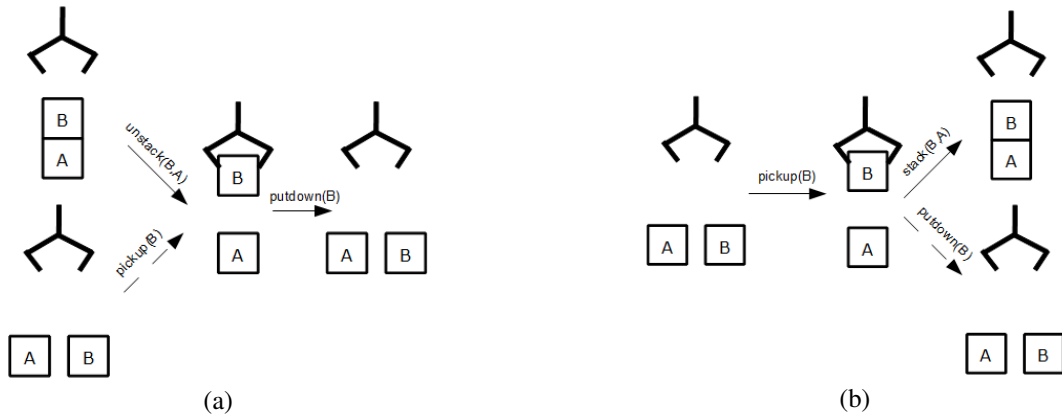 B
A
unstack(B,A)
pickup(B)
A B
B
A
putdown(B)
A B
(a)
A B
pickup(B)
B
A
stack(B,A)
putdown(B)
B
A
A B
(b)